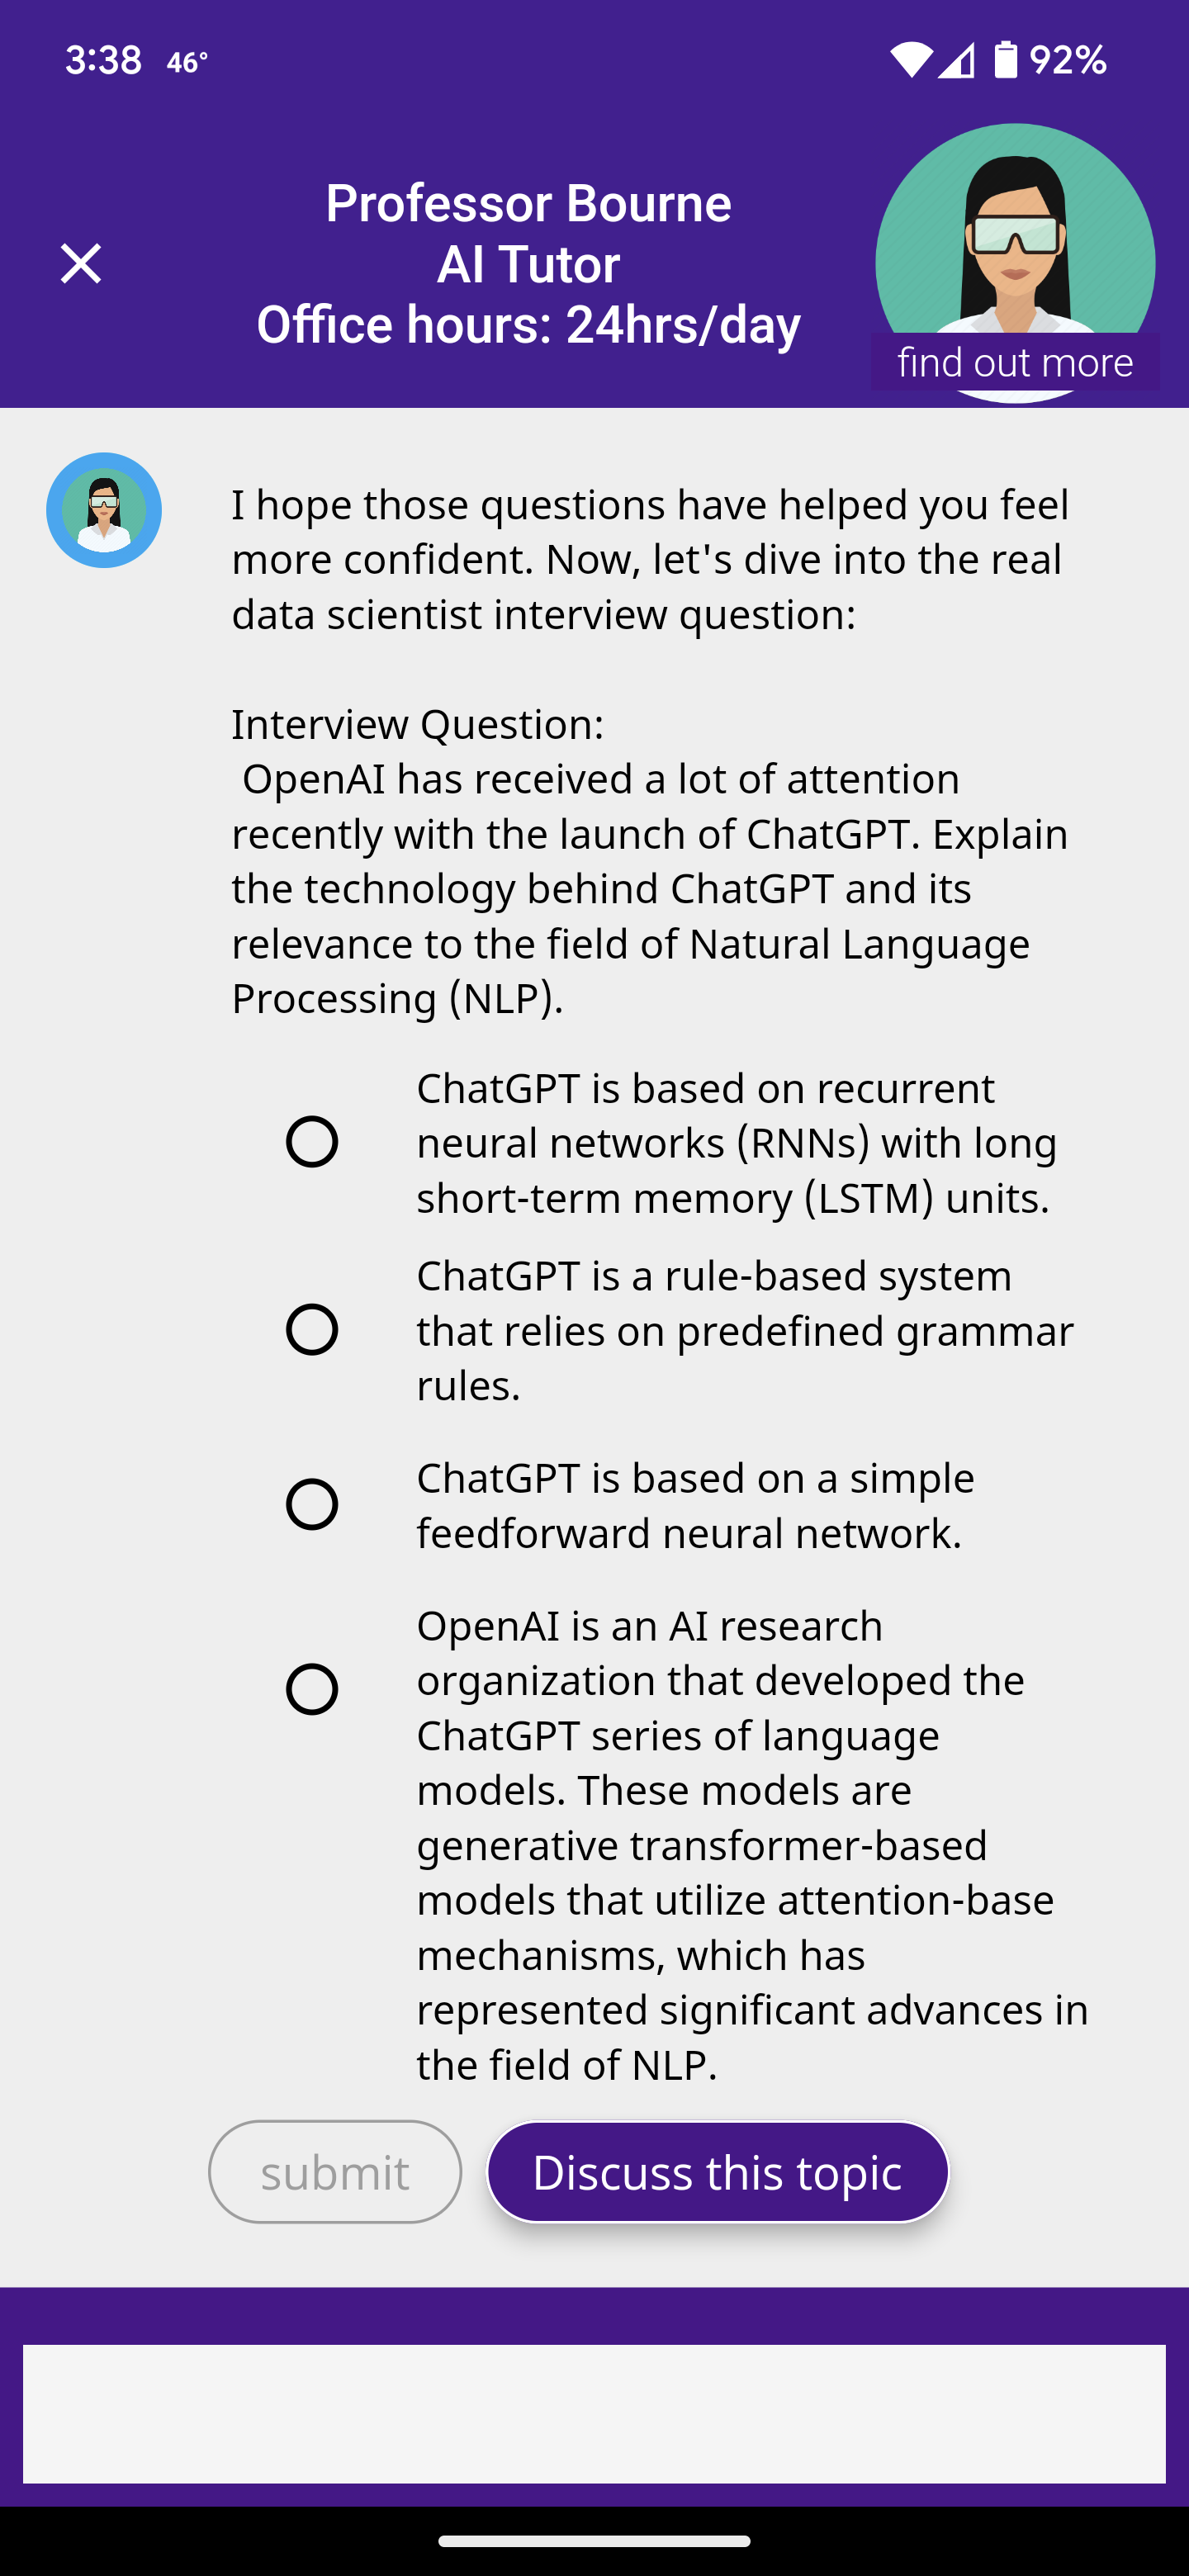 3:38 46° 92%
Professor Bourne
AI Tutor
Office hours: 24hrs/day
find out more
I hope those questions have helped you feel
more confident. Now, let's dive into the real
data scientist interview question:
Interview Question:
OpenAI has received a lot of attention
recently with the launch of ChatGPT. Explain
the technology behind ChatGPT and its
relevance to the field of Natural Language
Processing (NLP).
ChatGPT is based on recurrent
neural networks (RNNs) with long
short-term memory (LSTM) units.
ChatGPT is a rule-based system
that relies on predefined grammar
rules.
ChatGPT is based on a simple
feedforward neural network.
OpenAI is an AI research
organization that developed the
ChatGPT series of language
models. These models are
generative transformer-based
models that utilize attention-base
mechanisms, which has
represented significant advances in
the field of NLP.
submit
Discuss this topic